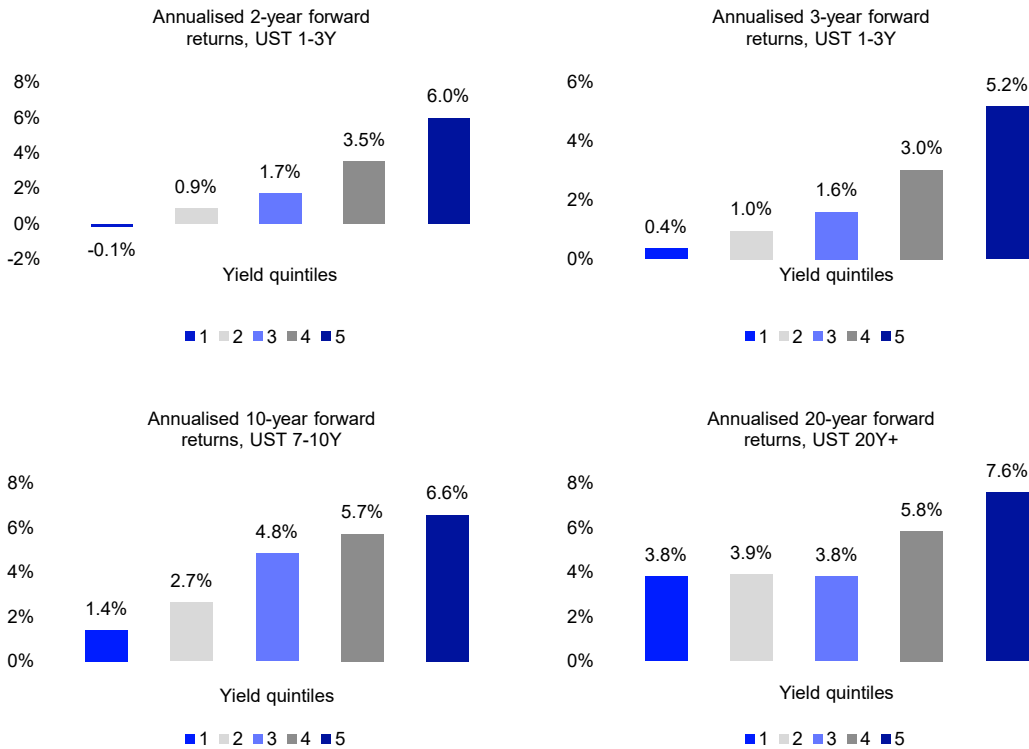 Annualised 2-year forward
returns, UST 1-3Y
8%
6%
4%
2%
0%
-2%
-0.1%
0.9%
1.7%
3.5%
6.0%
Yield quintiles
1 2 3 4 5
Annualised 3-year forward
returns, UST 1-3Y
6%
4%
2%
0%
0.4%
1.0%
1.6%
3.0%
5.2%
Yield quintiles
1 2 3 4 5
Annualised 10-year forward
returns, UST 7-10Y
8%
6%
4%
2%
0%
1.4%
2.7%
4.8%
5.7%
6.6%
Yield quintiles
1 2 3 4 5
Annualised 20-year forward
returns, UST 20Y+
8%
6%
4%
2%
0%
3.8%
3.9%
3.8%
5.8%
7.6%
Yield quintiles
1 2 3 4 5